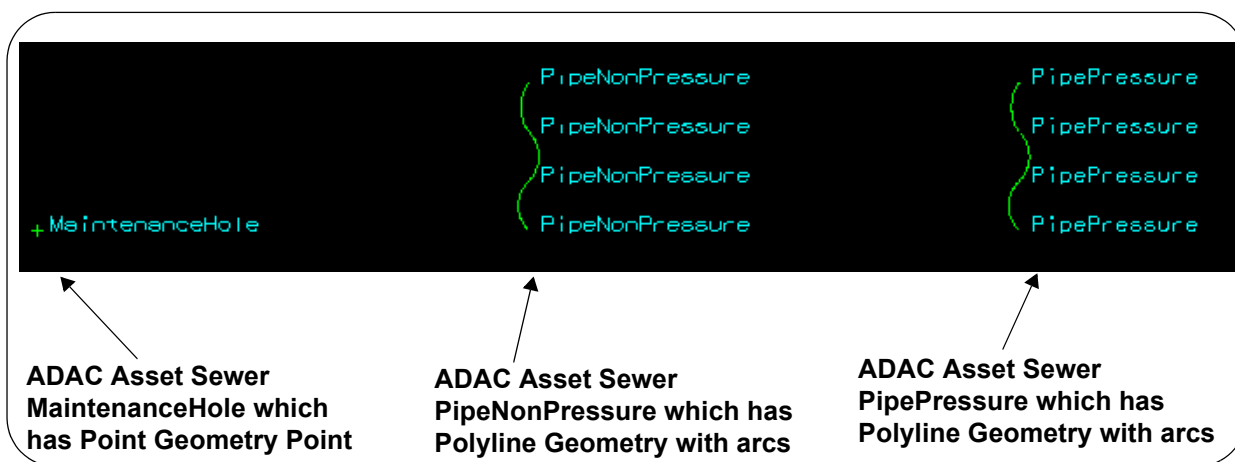 PipeNonPressure PipePressure
PipeNonPressure PipePressure
PipeNonPressure PipePressure
MaintenanceHole PipeNonPressure PipePressure
ADAC Asset Sewer
MaintenanceHole which
has Point Geometry Point
ADAC Asset Sewer
PipeNonPressure which has
Polyline Geometry with arcs
ADAC Asset Sewer
PipePressure which has
Polyline Geometry with arcs